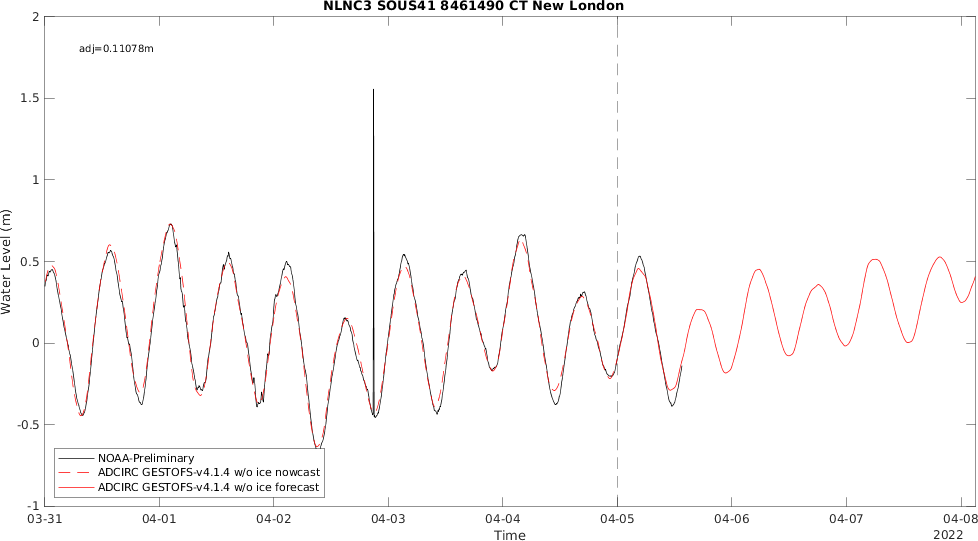 NLNC3 SOUS41 8461490 CT New London
adj=0.11078m
2
1.5
1
0.5
0
-0.5
-1
Water Level (m)
NOAA-Preliminary
ADCIRC GESTOFS-v4.1.4 w/o ice nowcast
ADCIRC GESTOFS-v4.1.4 w/o ice forecast
03-31 04-01 04-02 04-03 04-04 04-05 04-06 04-07 04-08
Time
2022